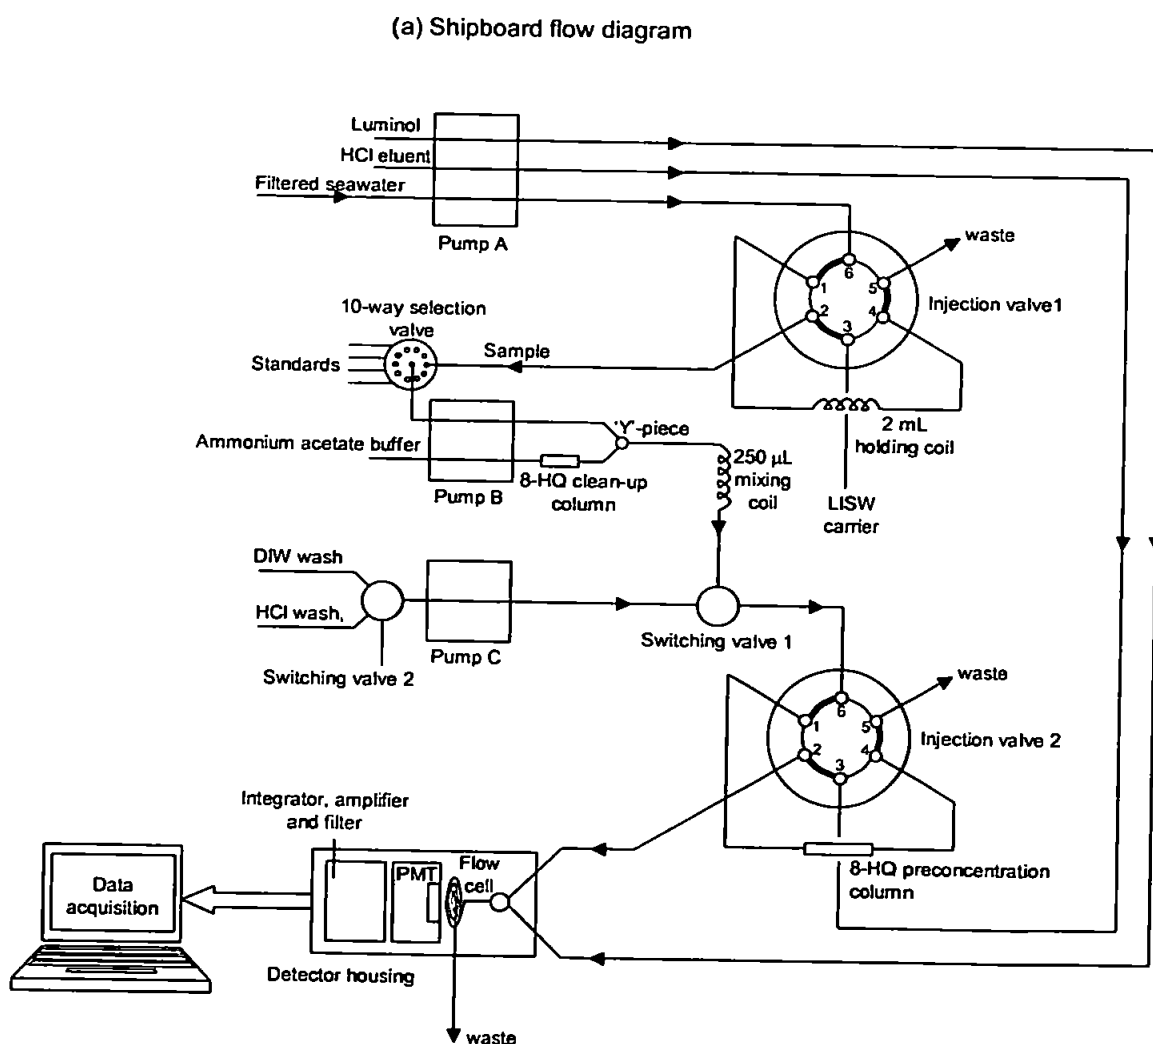 (a) Shipboard flow diagram
Luminol
HCl eluent
Filtered seawater
Pump A
waste
6
1
5
2
4
3
Injection valve1
10-way selection
valve
Sample
Standards
2 mL
holding coil
'Y'-piece
Ammonium acetate buffer
250 µL
mixing
coil
8-HQ clean-up
column
Pump B
LISW
carrier
DIW wash
HCl wash,
Switching valve 1
Pump C
Switching valve 2
waste
6
1
5
2
4
3
Injection valve 2
Integrator, amplifier
and filter
Flow
cell
PMT
8-HQ preconcentration
column
Data
acquisition
Detector housing
waste